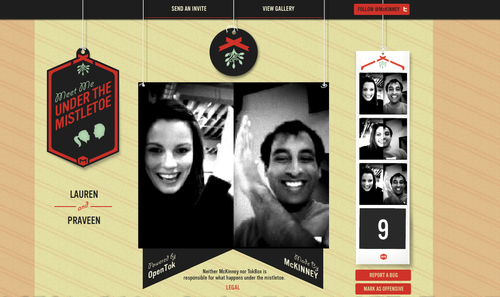 SEND AN INVITE
VIEW GALLERY
FOLLOW @McKINNEY
Meet Me
UNDER THE
MISTLETOE
LAUREN
and
PRAVEEN
9
Powered by
OpenTok
Made By
McKINNEY
Neither McKinney nor TokBox is
responsible for what happens under the mistletoe.
LEGAL
REPORT A BUG
MARK AS OFFENSIVE